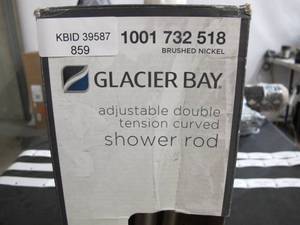 KBID 39587
859
1001 732 518
BRUSHED NICKEL
GLACIER BAY
adjustable double
tension curved
shower rod